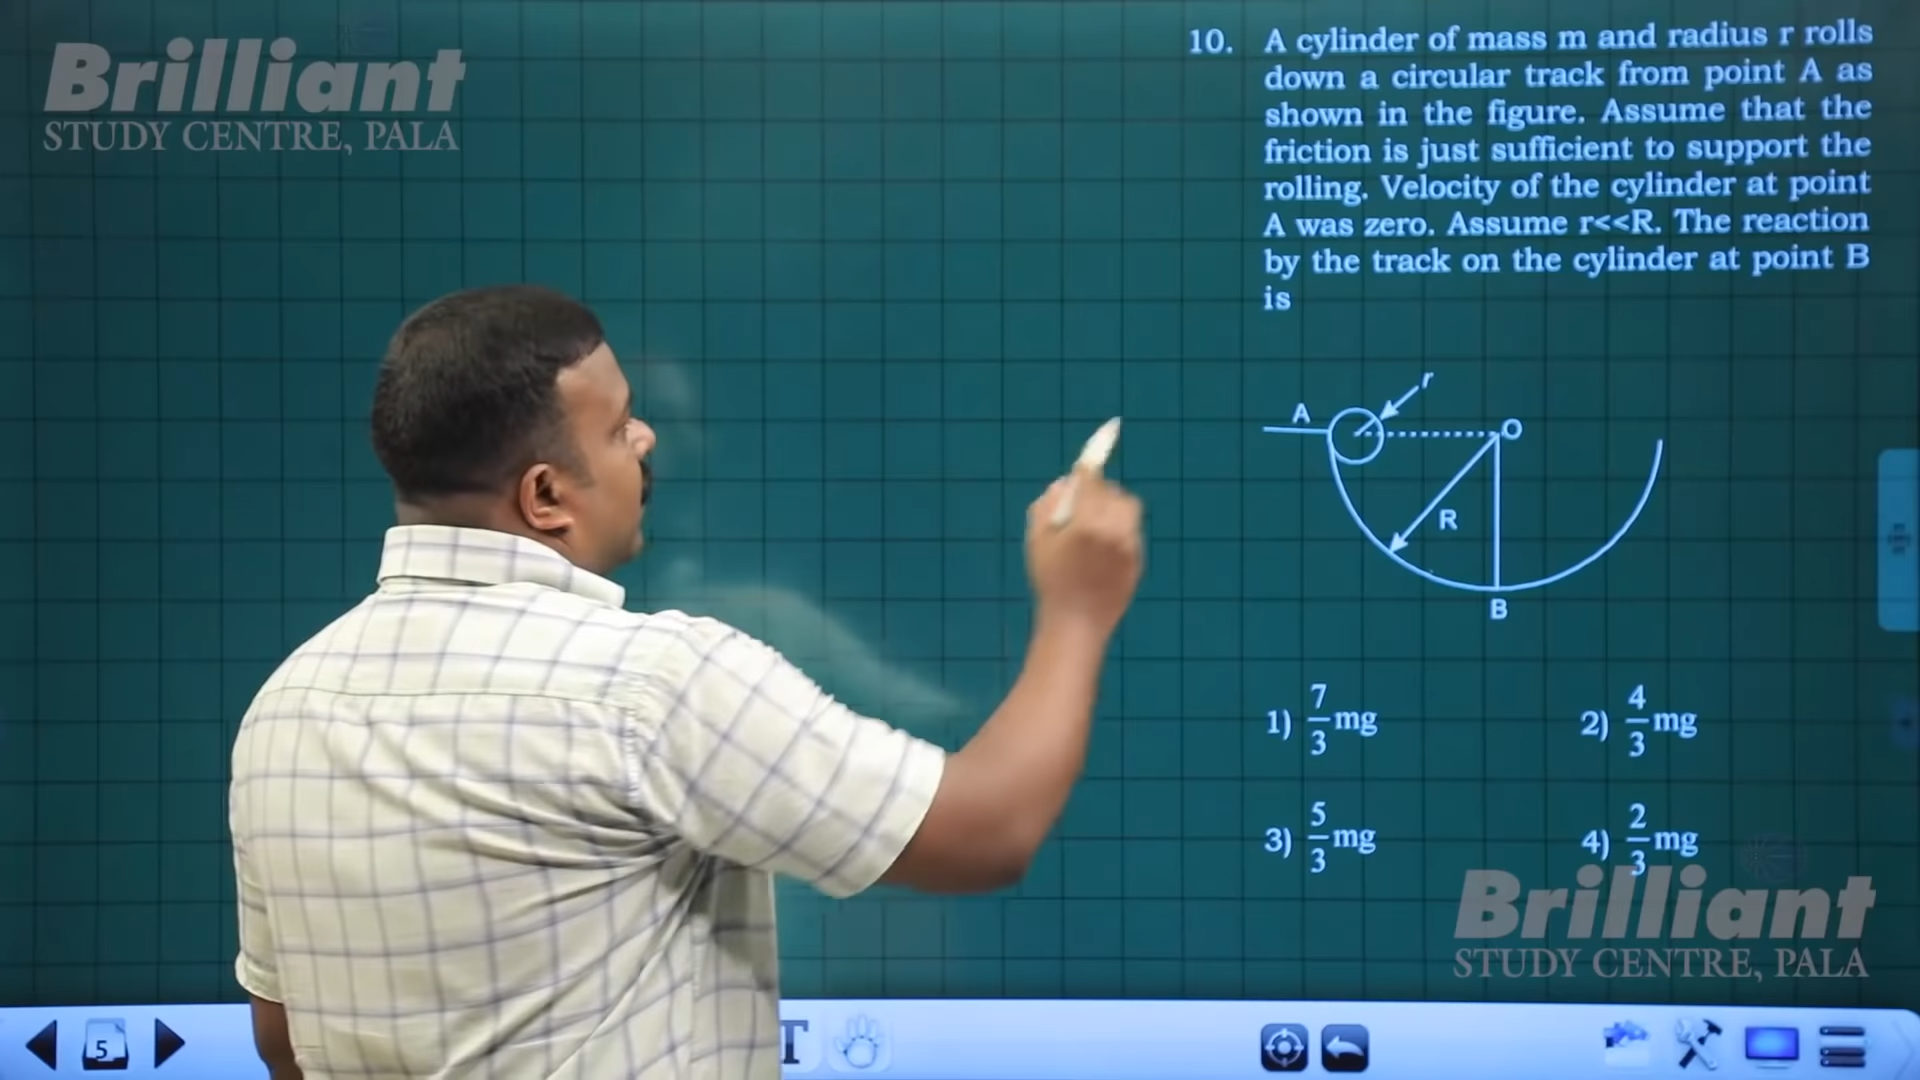 Brilliant
STUDY CENTRE, PALA
10. A cylinder of mass m and radius r rolls
down a circular track from point A as
shown in the figure. Assume that the
friction is just sufficient to support the
rolling. Velocity of the cylinder at point
A was zero. Assume r<<R. The reaction
by the track on the cylinder at point B
is
r
A
O
R
B
1) 7/3 mg
2) 4/3 mg
3) 5/3 mg
4) 2/3 mg
Brilliant
STUDY CENTRE, PALA
5
T